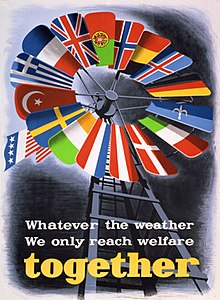 Whatever the weather
We only reach welfare
together